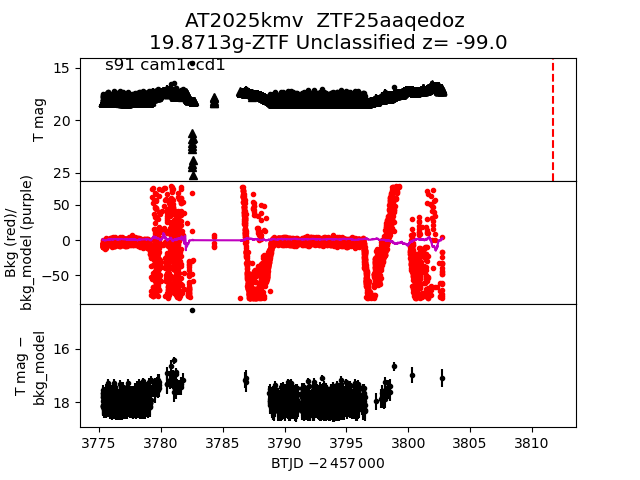 AT2025kmv ZTF25aaqedoz
19.8713g-ZTF Unclassified z= -99.0
s91 cam1ccd1
T mag
15
20
25
Bkg (red)/
bkg_model (purple)
50
0
−50
T mag −
bkg_model
16
18
3775 3780 3785 3790 3795 3800 3805 3810
BTJD −2 457 000